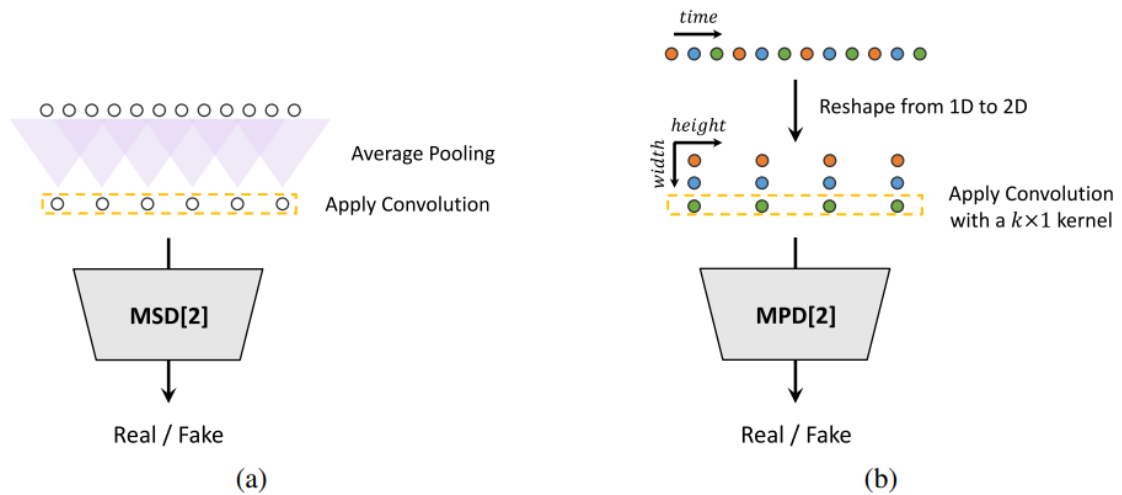 Average Pooling
Apply Convolution
MSD[2]
Real / Fake
(a)
time
Reshape from 1D to 2D
height
width
Apply Convolution
with a k×1 kernel
MPD[2]
Real / Fake
(b)